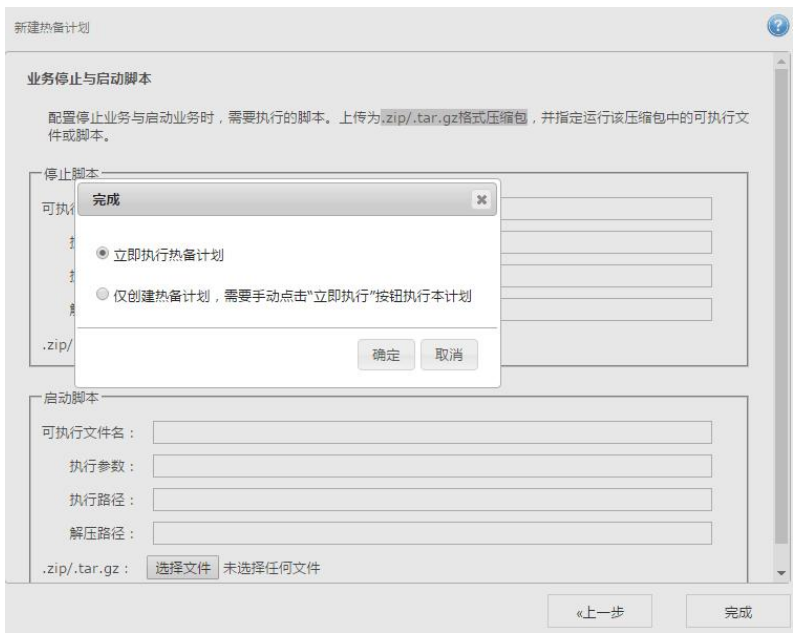 新建热备计划
?
业务停止与启动脚本
配置停止业务与启动业务时，需要执行的脚本。上传为.zip/.tar.gz格式压缩包，并指定运行该压缩包中的可执行文
件或脚本。
停止脚本
可执行
完成
立即执行热备计划
仅创建热备计划，需要手动点击“立即执行”按钮执行本计划
.zip/
确定 取消
启动脚本
可执行文件名：
执行参数：
执行路径：
解压路径：
.zip/.tar.gz： 选择文件 未选择任何文件
«上一步 完成